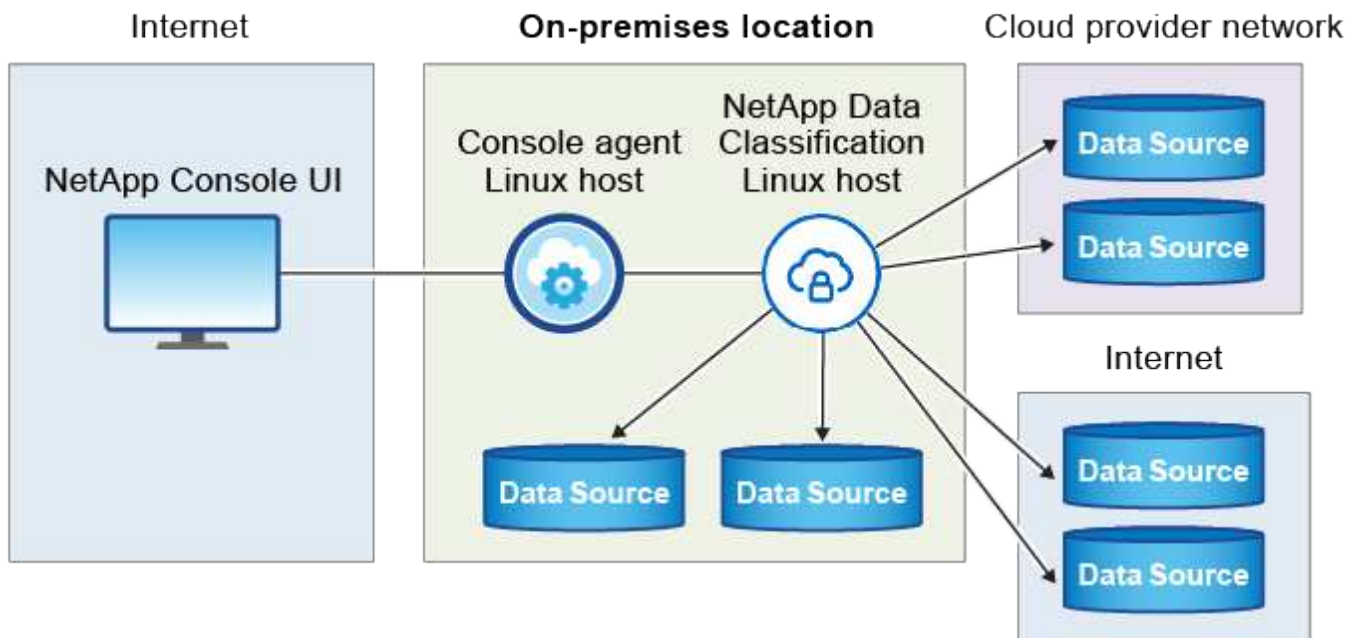 Internet
On-premises location
Cloud provider network
NetApp Console UI
Console agent
Linux host
NetApp Data
Classification
Linux host
Data Source
Data Source
Internet
Data Source
Data Source
Data Source
Data Source